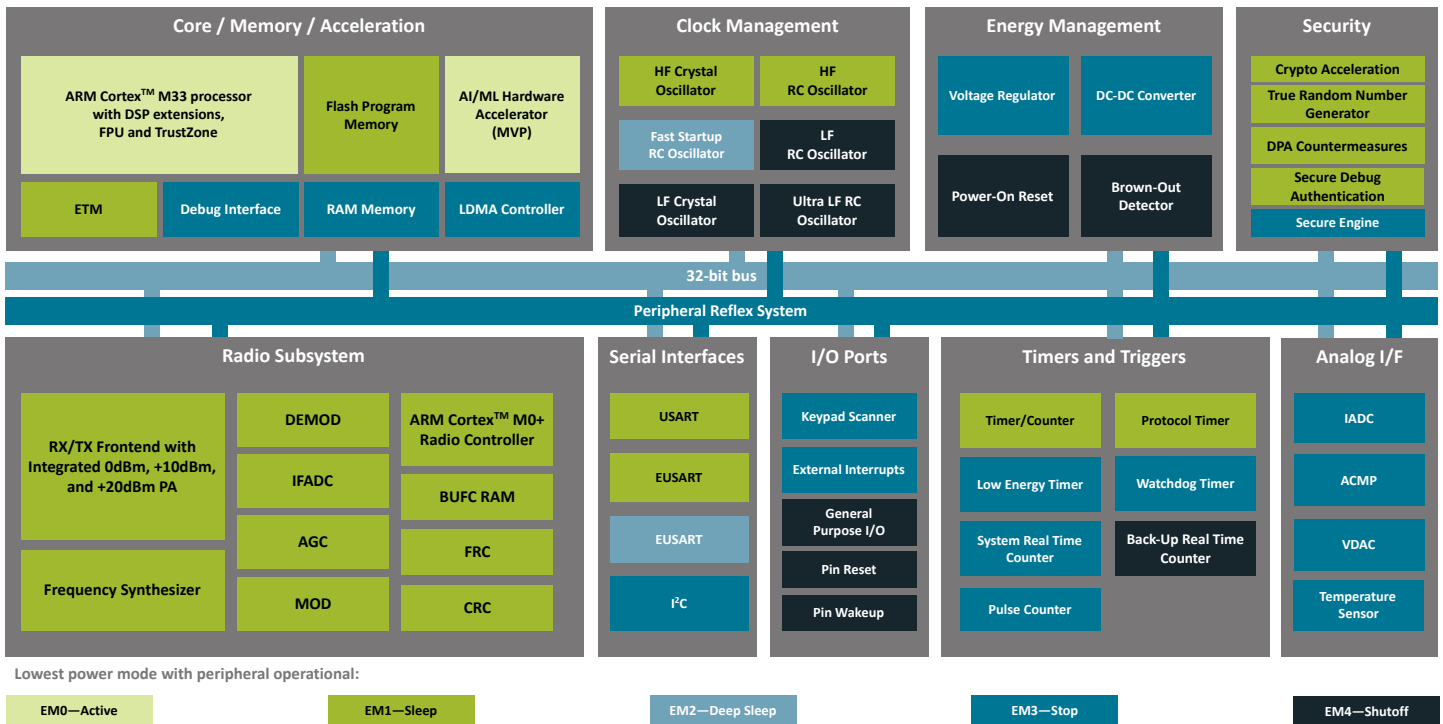 Core / Memory / Acceleration
ARM Cortex™ M33 processor
with DSP extensions,
FPU and TrustZone
Flash Program
Memory
AI/ML Hardware
Accelerator
(MVP)
ETM
Debug Interface
RAM Memory
LDMA Controller
Clock Management
HF Crystal
Oscillator
HF
RC Oscillator
Fast Startup
RC Oscillator
LF
RC Oscillator
LF Crystal
Oscillator
Ultra LF RC
Oscillator
Energy Management
Voltage Regulator
DC-DC Converter
Power-On Reset
Brown-Out
Detector
Security
Crypto Acceleration
True Random Number
Generator
DPA Countermeasures
Secure Debug
Authentication
Secure Engine
32-bit bus
Peripheral Reflex System
Radio Subsystem
RX/TX Frontend with
Integrated 0dBm, +10dBm,
and +20dBm PA
Frequency Synthesizer
DEMOD
IFADC
AGC
MOD
ARM Cortex™ M0+
Radio Controller
BUFC RAM
FRC
CRC
Serial Interfaces
USART
EUSART
EUSART
I²C
I/O Ports
Keypad Scanner
External Interrupts
General
Purpose I/O
Pin Reset
Pin Wakeup
Timers and Triggers
Timer/Counter
Protocol Timer
Low Energy Timer
Watchdog Timer
System Real Time
Counter
Back-Up Real Time
Counter
Pulse Counter
Analog I/F
IADC
ACMP
VDAC
Temperature
Sensor
Lowest power mode with peripheral operational:
EM0—Active
EM1—Sleep
EM2—Deep Sleep
EM3—Stop
EM4—Shutoff